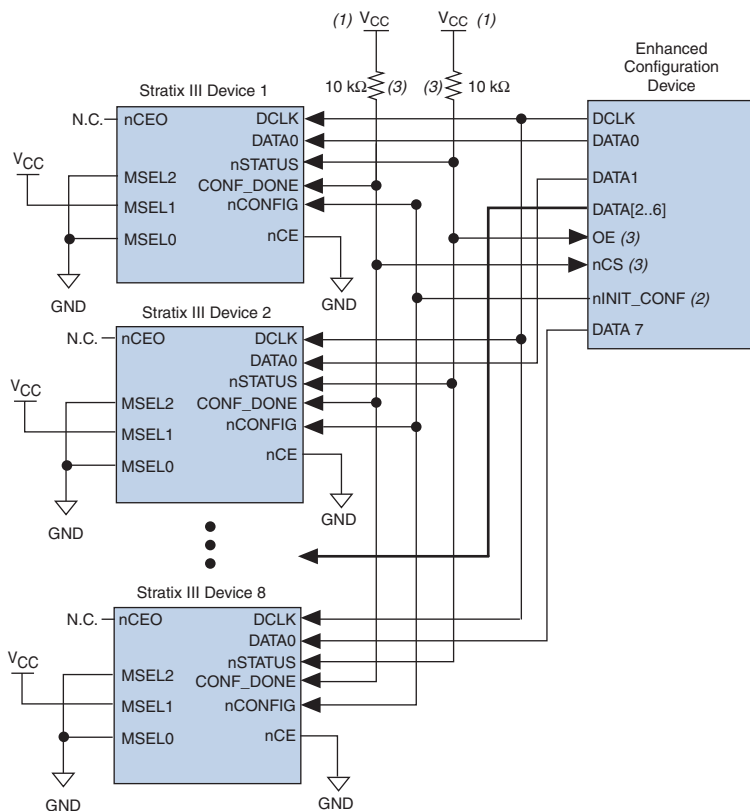 (1) VCC
VCC (1)
10 kΩ (3)
(3) 10 kΩ
Enhanced
Configuration
Device
DCLK
DATA0
DATA1
DATA[2..6]
OE (3)
nCS (3)
nINIT_CONF (2)
DATA 7
Stratix III Device 1
N.C.
nCEO
DCLK
DATA0
nSTATUS
CONF_DONE
nCONFIG
nCE
VCC
MSEL2
MSEL1
MSEL0
GND
GND
Stratix III Device 2
N.C.
nCEO
DCLK
DATA0
nSTATUS
CONF_DONE
nCONFIG
nCE
VCC
MSEL2
MSEL1
MSEL0
GND
GND
Stratix III Device 8
N.C.
nCEO
DCLK
DATA0
nSTATUS
CONF_DONE
nCONFIG
nCE
VCC
MSEL2
MSEL1
MSEL0
GND
GND